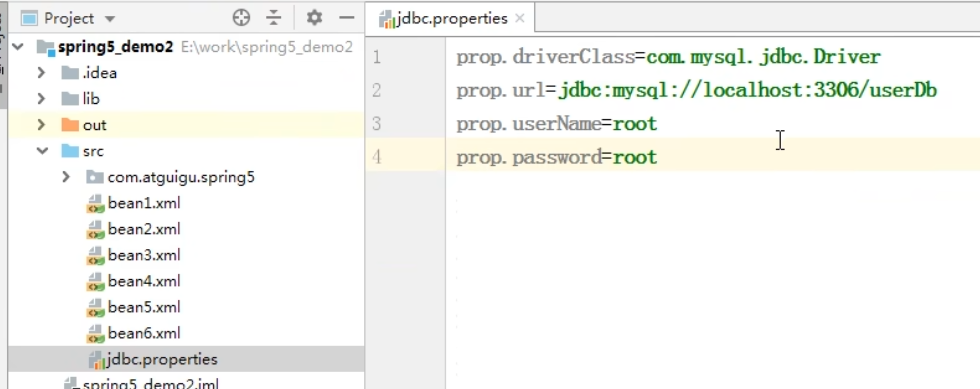 Project
spring5_demo2 E:\work\spring5_demo2
.idea
lib
out
src
com.atguigu.spring5
bean1.xml
bean2.xml
bean3.xml
bean4.xml
bean5.xml
bean6.xml
jdbc.properties
spring5_demo2.iml
jdbc.properties
1 prop.driverClass=com.mysql.jdbc.Driver
2 prop.url=jdbc:mysql://localhost:3306/userDb
3 prop.userName=root
4 prop.password=root